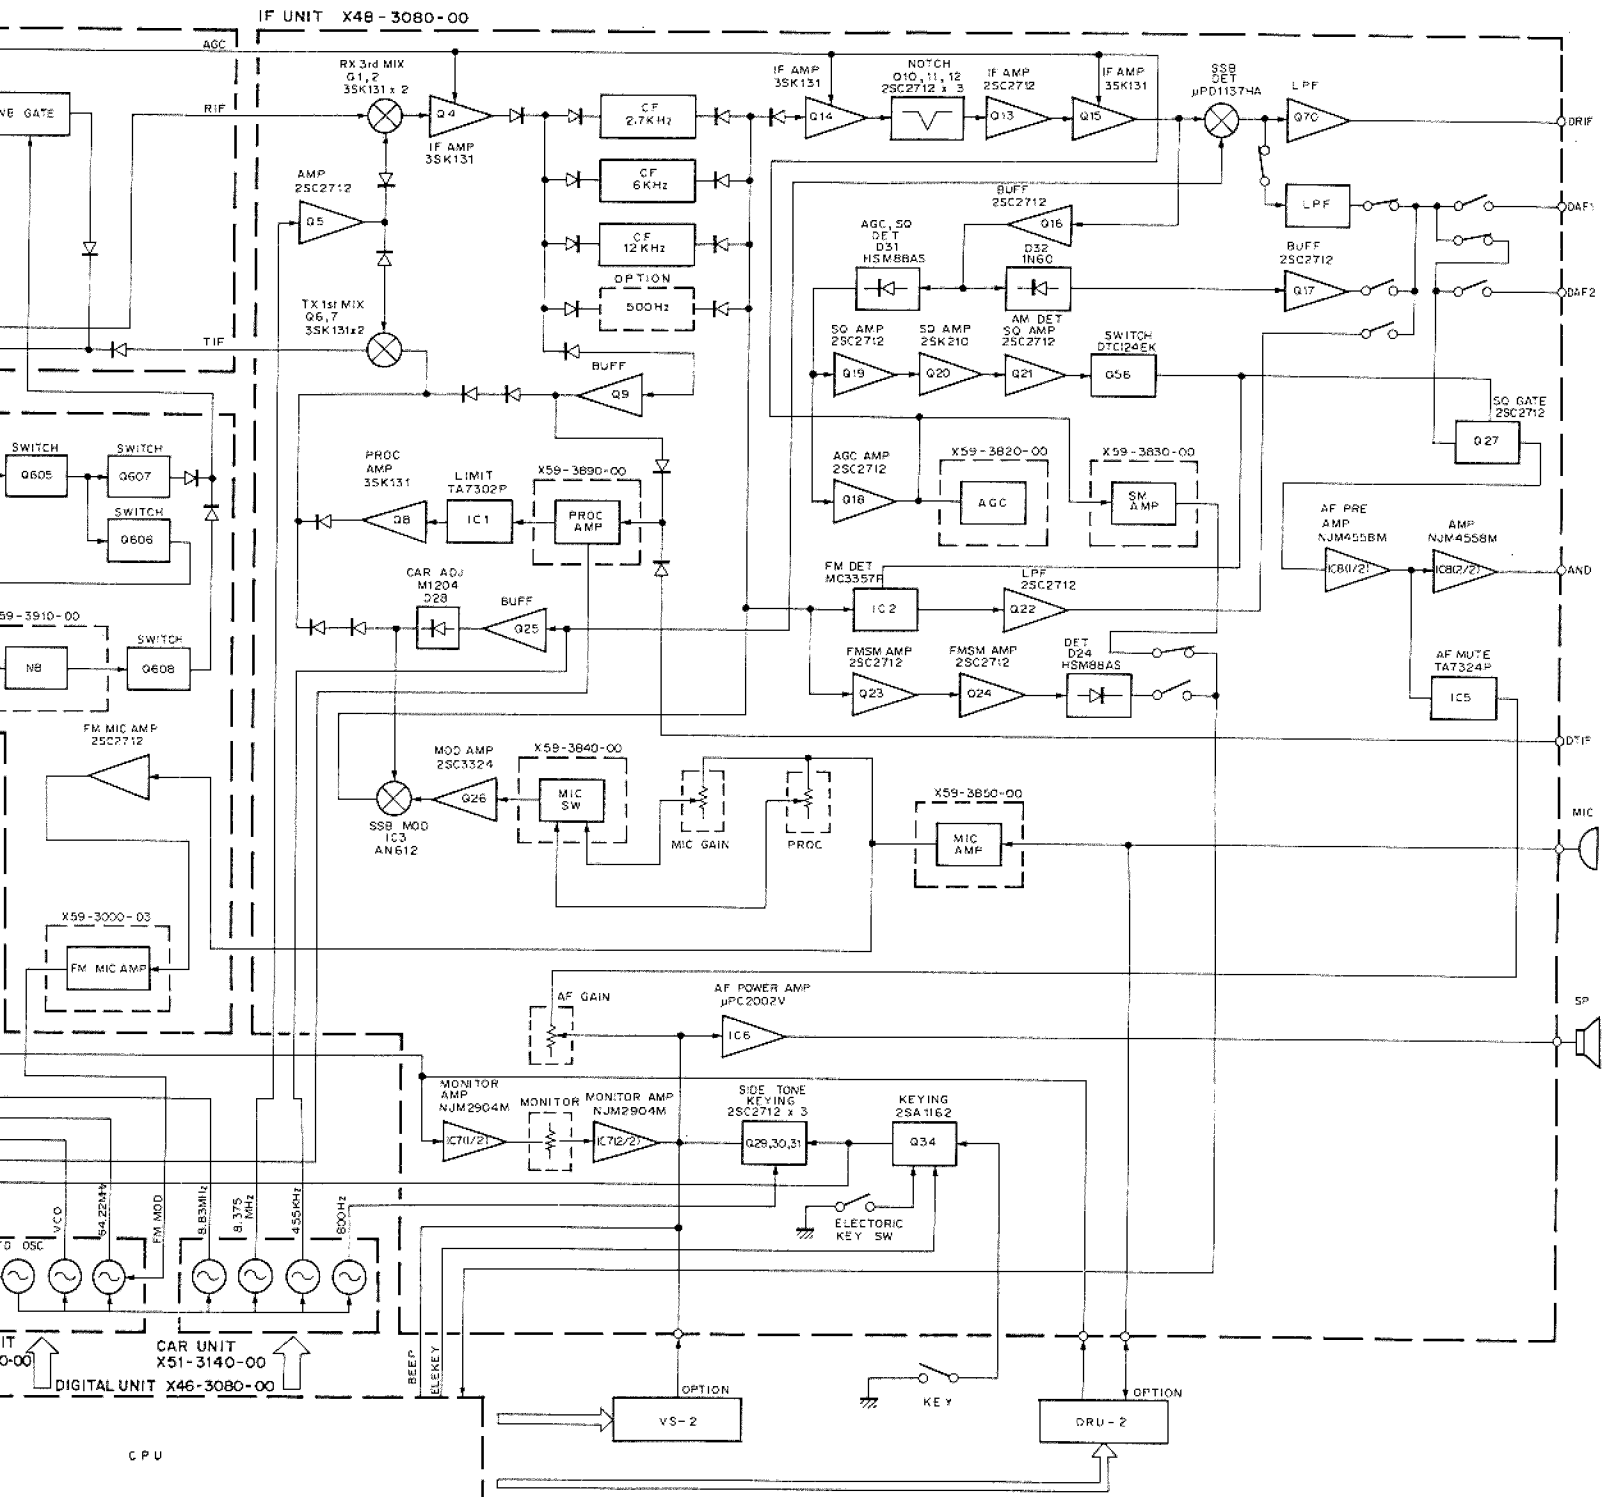 IF UNIT X48-3080-00
AGC
RIF
NB GATE
RX 3rd MIX
Q1,2
3SK131 x 2
Q4
IF AMP
3SK131
CF
2.7KHz
CF
6KHz
CF
12KHz
OPTION
500Hz
AMP
2SC2712
Q5
TX 1st MIX
Q6,7
3SK131x2
TIF
IF AMP
3SK131
Q14
NOTCH
Q10,11,12
2SC2712 x 3
IF AMP
2SC2712
Q13
IF AMP
3SK131
Q15
SSB
DET
µPD1137HA
LPF
Q70
DRIF
LPF
DAF1
BUFF
2SC2712
Q16
AGC,SQ
DET
D31
HSM88AS
D32
1N60
AM DET
BUFF
2SC2712
Q17
DAF2
SQ AMP
2SC2712
Q19
SQ AMP
2SK210
Q20
SQ AMP
2SC2712
Q21
SWITCH
DTC124EK
Q56
BUFF
Q9
SQ GATE
2SC2712
Q27
SWITCH
Q605
SWITCH
Q607
SWITCH
Q606
PROC
AMP
3SK131
Q8
LIMIT
TA7302P
IC1
X59-3890-00
PROC
AMP
AGC AMP
2SC2712
Q18
X59-3820-00
AGC
X59-3830-00
SM
AMP
AF PRE
AMP
NJM4558M
IC8(1/2)
AMP
NJM4558M
IC8(2/2)
AND
CAR ADJ
M1204
D28
BUFF
Q25
FM DET
MC3357P
IC2
LPF
2SC2712
Q22
59-3910-00
NB
SWITCH
Q608
FMSM AMP
2SC2712
Q23
FMSM AMP
2SC2712
Q24
DET
D24
HSM88AS
AF MUTE
TA7324P
IC5
FM MIC AMP
2SC2712
DTIF
MOD AMP
2SC3324
Q26
X59-3840-00
MIC
SW
SSB MOD
IC3
AN612
MIC GAIN
PROC
X59-3850-00
MIC
AMP
MIC
X59-3000-03
FM MIC AMP
AF GAIN
AF POWER AMP
µPC2002V
IC6
SP
MONITOR
AMP
NJM2904M
IC7(1/2)
MONITOR
MONITOR AMP
NJM2904M
IC7(2/2)
SIDE TONE
KEYING
2SC2712 x 3
Q29,30,31
KEYING
2SA1162
Q34
ELECTORIC
KEY SW
VCO
64.22MHz
FM MOD
8.83MHz
8.375
MHz
455KHz
800Hz
OSC
CAR UNIT
X51-3140-00
DIGITAL UNIT X46-3080-00
BEEP
ELEKEY
CPU
OPTION
VS-2
KEY
OPTION
DRU-2